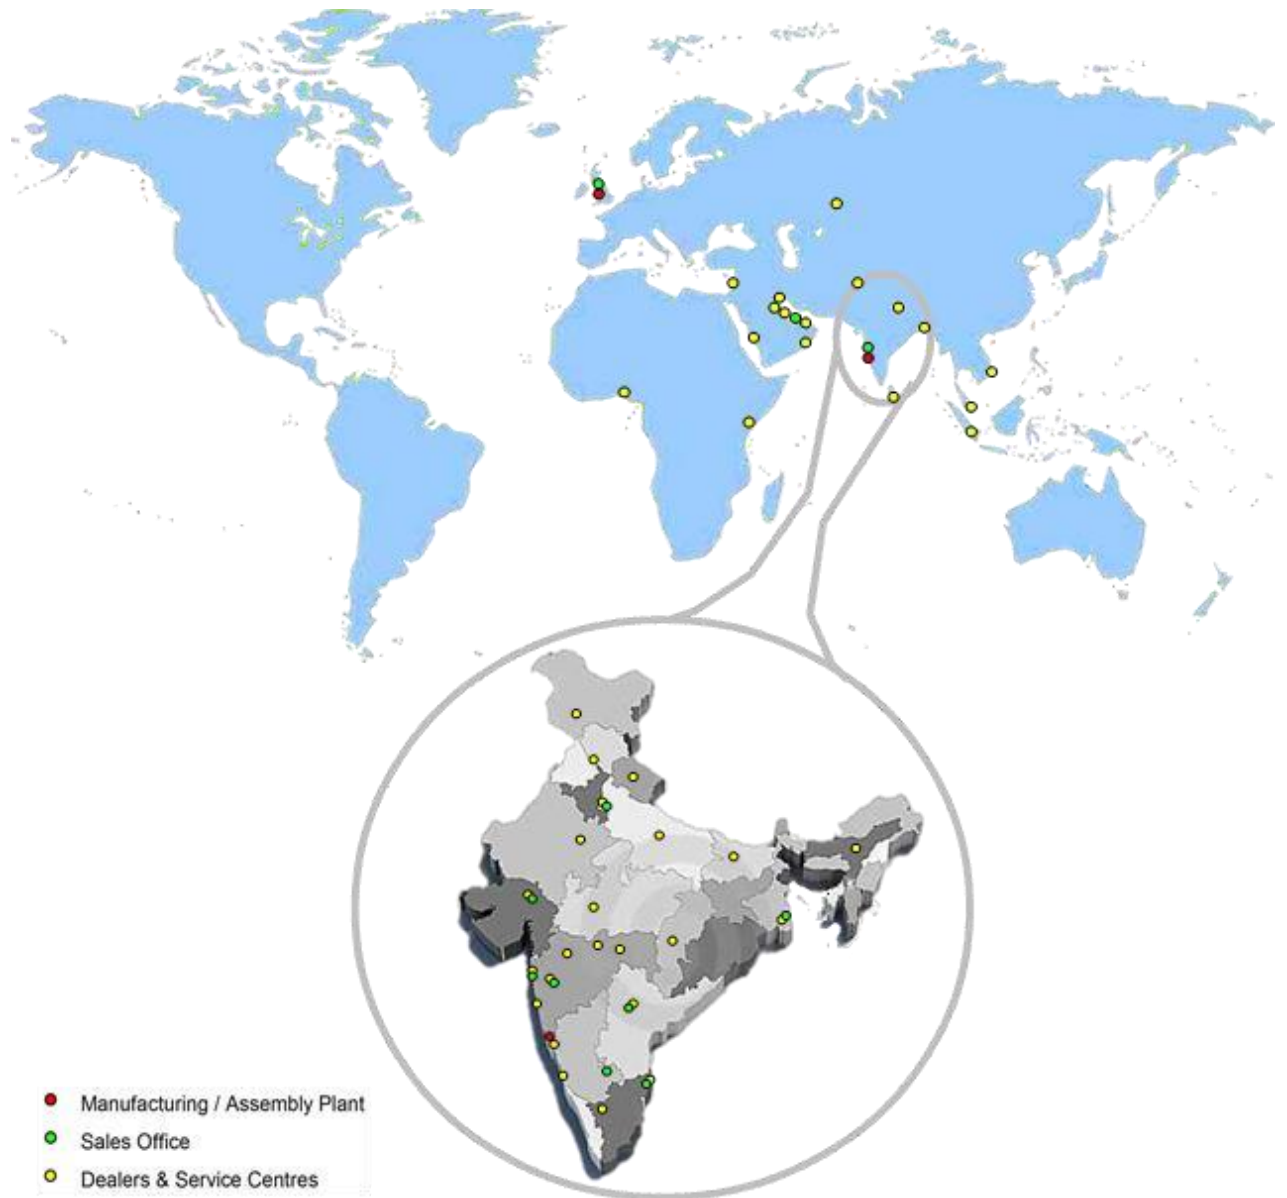 Manufacturing / Assembly Plant
Sales Office
Dealers & Service Centres